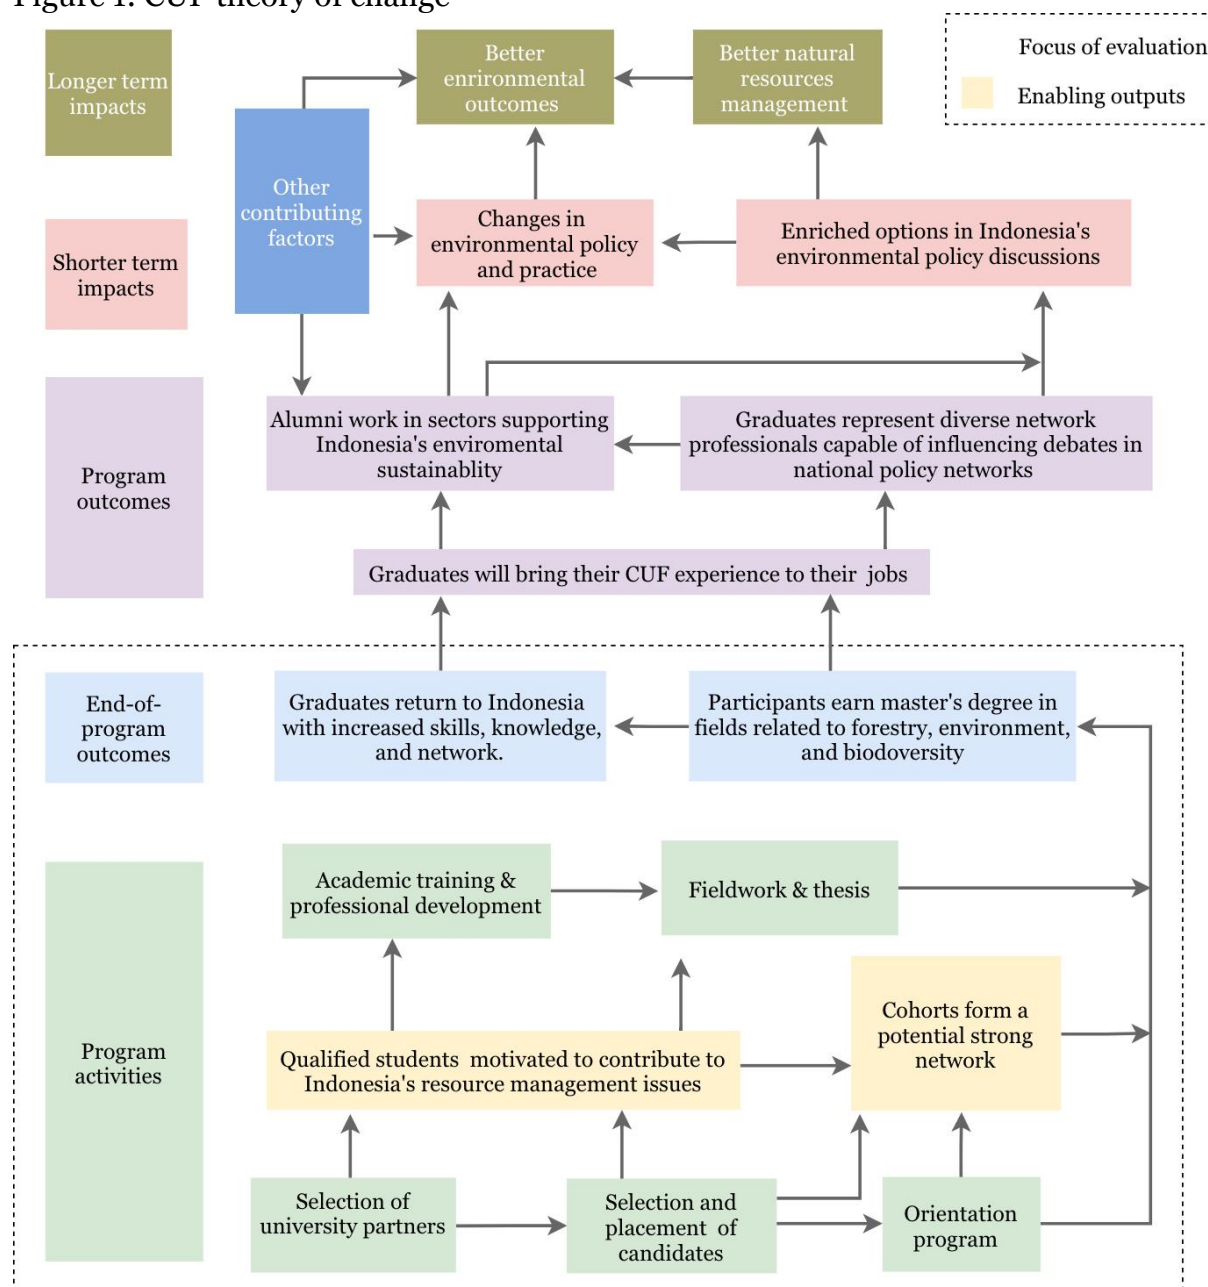 Figure 1. CUF theory of change
Focus of evaluation
Enabling outputs
Longer term
impacts
Better
enrironmental
outcomes
Better natural
resources
management
Other
contributing
factors
Shorter term
impacts
Changes in
environmental policy
and practice
Enriched options in Indonesia's
environmental policy discussions
Program
outcomes
Alumni work in sectors supporting
Indonesia's enviromental
sustainablity
Graduates represent diverse network
professionals capable of influencing debates in
national policy networks
Graduates will bring their CUF experience to their jobs
End-of-
program
outcomes
Graduates return to Indonesia
with increased skills, knowledge,
and network.
Participants earn master's degree in
fields related to forestry, environment,
and biodoversity
Program
activities
Academic training &
professional development
Fieldwork & thesis
Qualified students motivated to contribute to
Indonesia's resource management issues
Cohorts form a
potential strong
network
Selection of
university partners
Selection and
placement of
candidates
Orientation
program